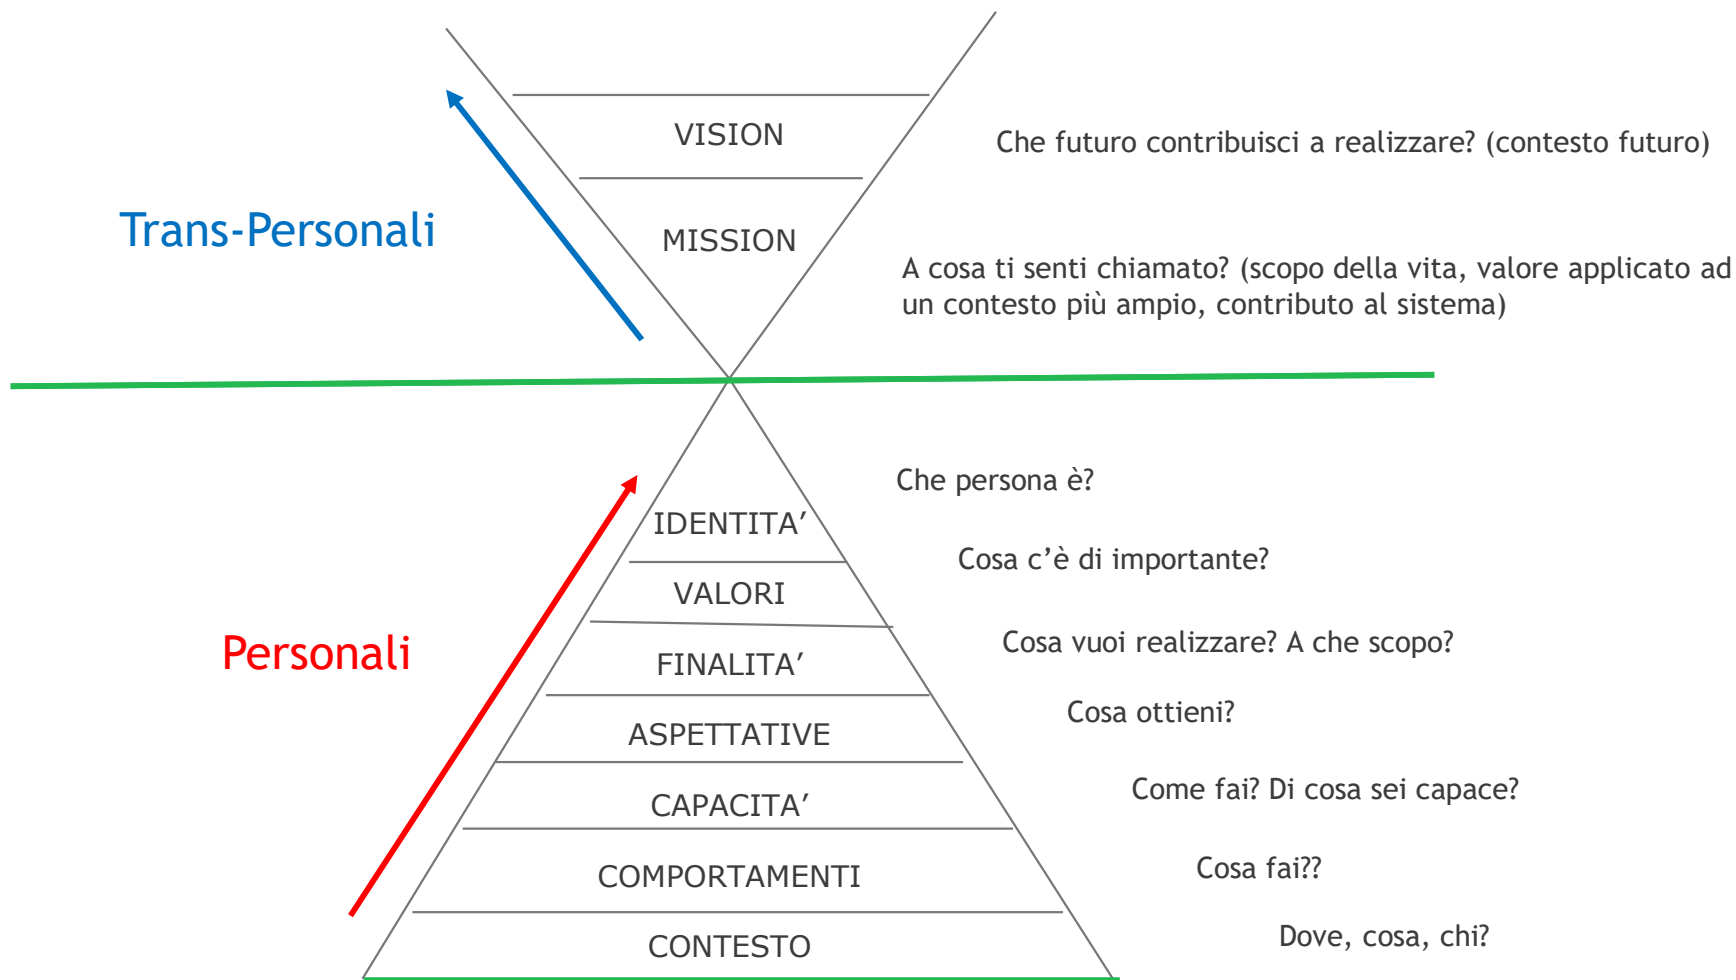 VISION
Che futuro contribuisci a realizzare? (contesto futuro)
Trans-Personali
MISSION
A cosa ti senti chiamato? (scopo della vita, valore applicato ad
un contesto più ampio, contributo al sistema)
Che persona è?
IDENTITA’
Cosa c’è di importante?
VALORI
Personali
Cosa vuoi realizzare? A che scopo?
FINALITA’
Cosa ottieni?
ASPETTATIVE
Come fai? Di cosa sei capace?
CAPACITA’
Cosa fai??
COMPORTAMENTI
Dove, cosa, chi?
CONTESTO